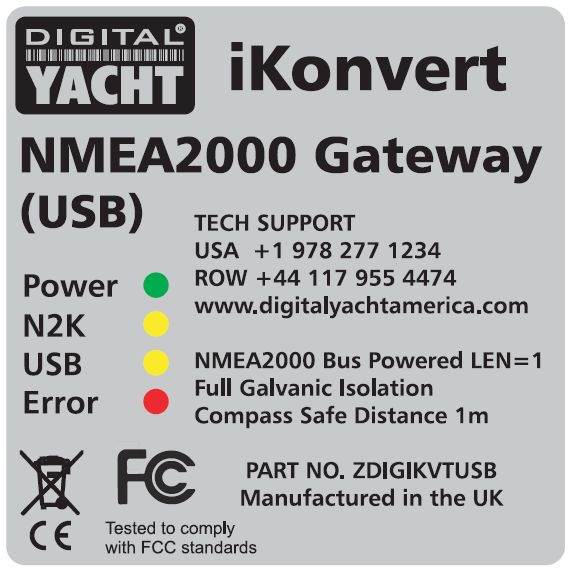 DIGITAL®
YACHT
iKonvert
NMEA2000 Gateway
(USB)
TECH SUPPORT
USA +1 978 277 1234
ROW +44 117 955 4474
www.digitalyachtamerica.com
Power
N2K
USB
Error
NMEA2000 Bus Powered LEN=1
Full Galvanic Isolation
Compass Safe Distance 1m
FC
CE
Tested to comply
with FCC standards
PART NO. ZDIGIKVTUSB
Manufactured in the UK